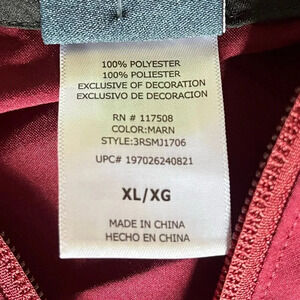 100% POLYESTER
100% POLIESTER
EXCLUSIVE OF DECORATION
EXCLUSIVO DE DECORACION
RN # 117508
COLOR:MARN
STYLE:3RSMJ1706
UPC# 197026240821
XL/XG
MADE IN CHINA
HECHO EN CHINA